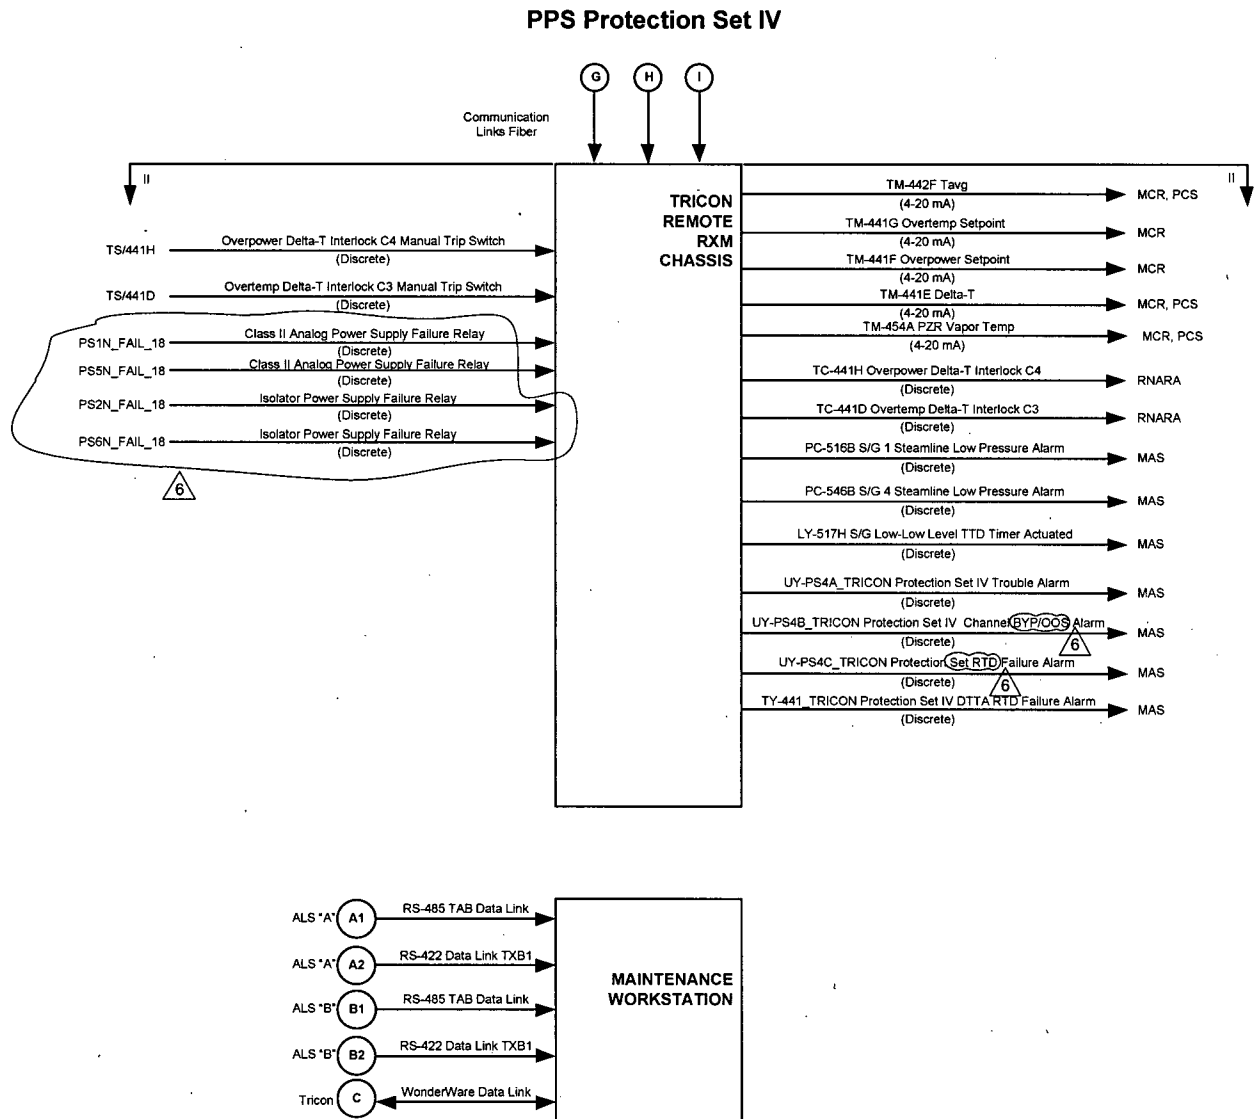 PPS Protection Set IV
G H I
Communication
Links Fiber
II
II
TRICON
REMOTE
RXM
CHASSIS
TS/441H
Overpower Delta-T Interlock C4 Manual Trip Switch
(Discrete)
TS/441D
Overtemp Delta-T Interlock C3 Manual Trip Switch
(Discrete)
PS1N_FAIL_18
Class II Analog Power Supply Failure Relay
(Discrete)
PS5N_FAIL_18
Class II Analog Power Supply Failure Relay
(Discrete)
PS2N_FAIL_18
Isolator Power Supply Failure Relay
(Discrete)
PS6N_FAIL_18
Isolator Power Supply Failure Relay
(Discrete)
6
TM-442F Tavg
(4-20 mA)
MCR, PCS
TM-441G Overtemp Setpoint
(4-20 mA)
MCR
TM-441F Overpower Setpoint
(4-20 mA)
MCR
TM-441E Delta-T
(4-20 mA)
MCR, PCS
TM-454A PZR Vapor Temp
(4-20 mA)
MCR, PCS
TC-441H Overpower Delta-T Interlock C4
(Discrete)
RNARA
TC-441D Overtemp Delta-T Interlock C3
(Discrete)
RNARA
PC-516B S/G 1 Steamline Low Pressure Alarm
(Discrete)
MAS
PC-546B S/G 4 Steamline Low Pressure Alarm
(Discrete)
MAS
LY-517H S/G Low-Low Level TTD Timer Actuated
(Discrete)
MAS
UY-PS4A_TRICON Protection Set IV Trouble Alarm
(Discrete)
MAS
UY-PS4B_TRICON Protection Set IV Channel BYP/OOS Alarm
(Discrete)
6
MAS
UY-PS4C_TRICON Protection Set RTD Failure Alarm
(Discrete)
6
MAS
TY-441_TRICON Protection Set IV DTTA RTD Failure Alarm
(Discrete)
MAS
MAINTENANCE
WORKSTATION
ALS "A" A1 RS-485 TAB Data Link
ALS "A" A2 RS-422 Data Link TXB1
ALS "B" B1 RS-485 TAB Data Link
ALS "B" B2 RS-422 Data Link TXB1
Tricon C WonderWare Data Link